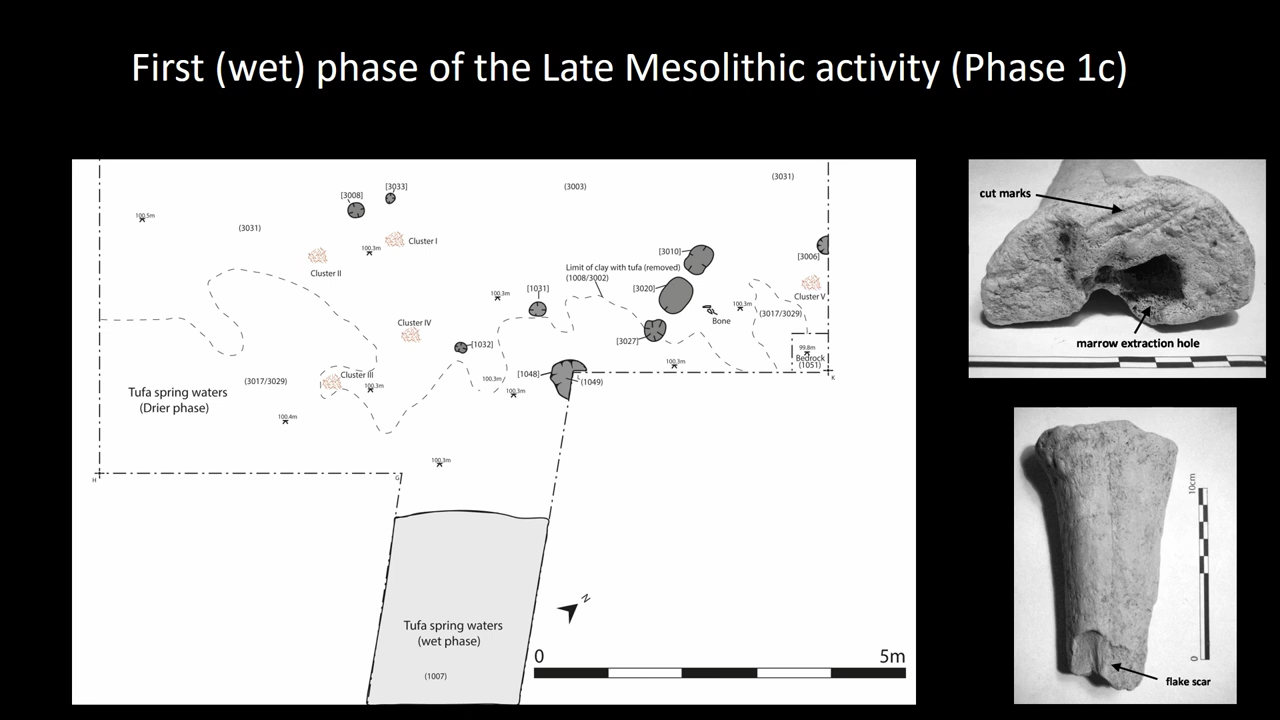 First (wet) phase of the Late Mesolithic activity (Phase 1c)
(3031)
[3033]
(3003)
[3008]
100.5m
(3031)
Cluster I
100.3m
[3010]
[3006]
Cluster II
Limit of clay with tufa (removed)
(1008/3002)
[1031]
[3020]
100.3m
Cluster V
100.3m
(3017/3029)
Bone
Cluster IV
[3027]
[1032]
99.8m
Bedrock
(1051)
100.3m
Cluster III
[1048]
(1049)
K
(3017/3029)
100.3m
100.3m
100.3m
Tufa spring waters
(Drier phase)
100.4m
100.3m
H
G
Tufa spring waters
(wet phase)
(1007)
N
0
5m
cut marks
marrow extraction hole
10cm
0
flake scar